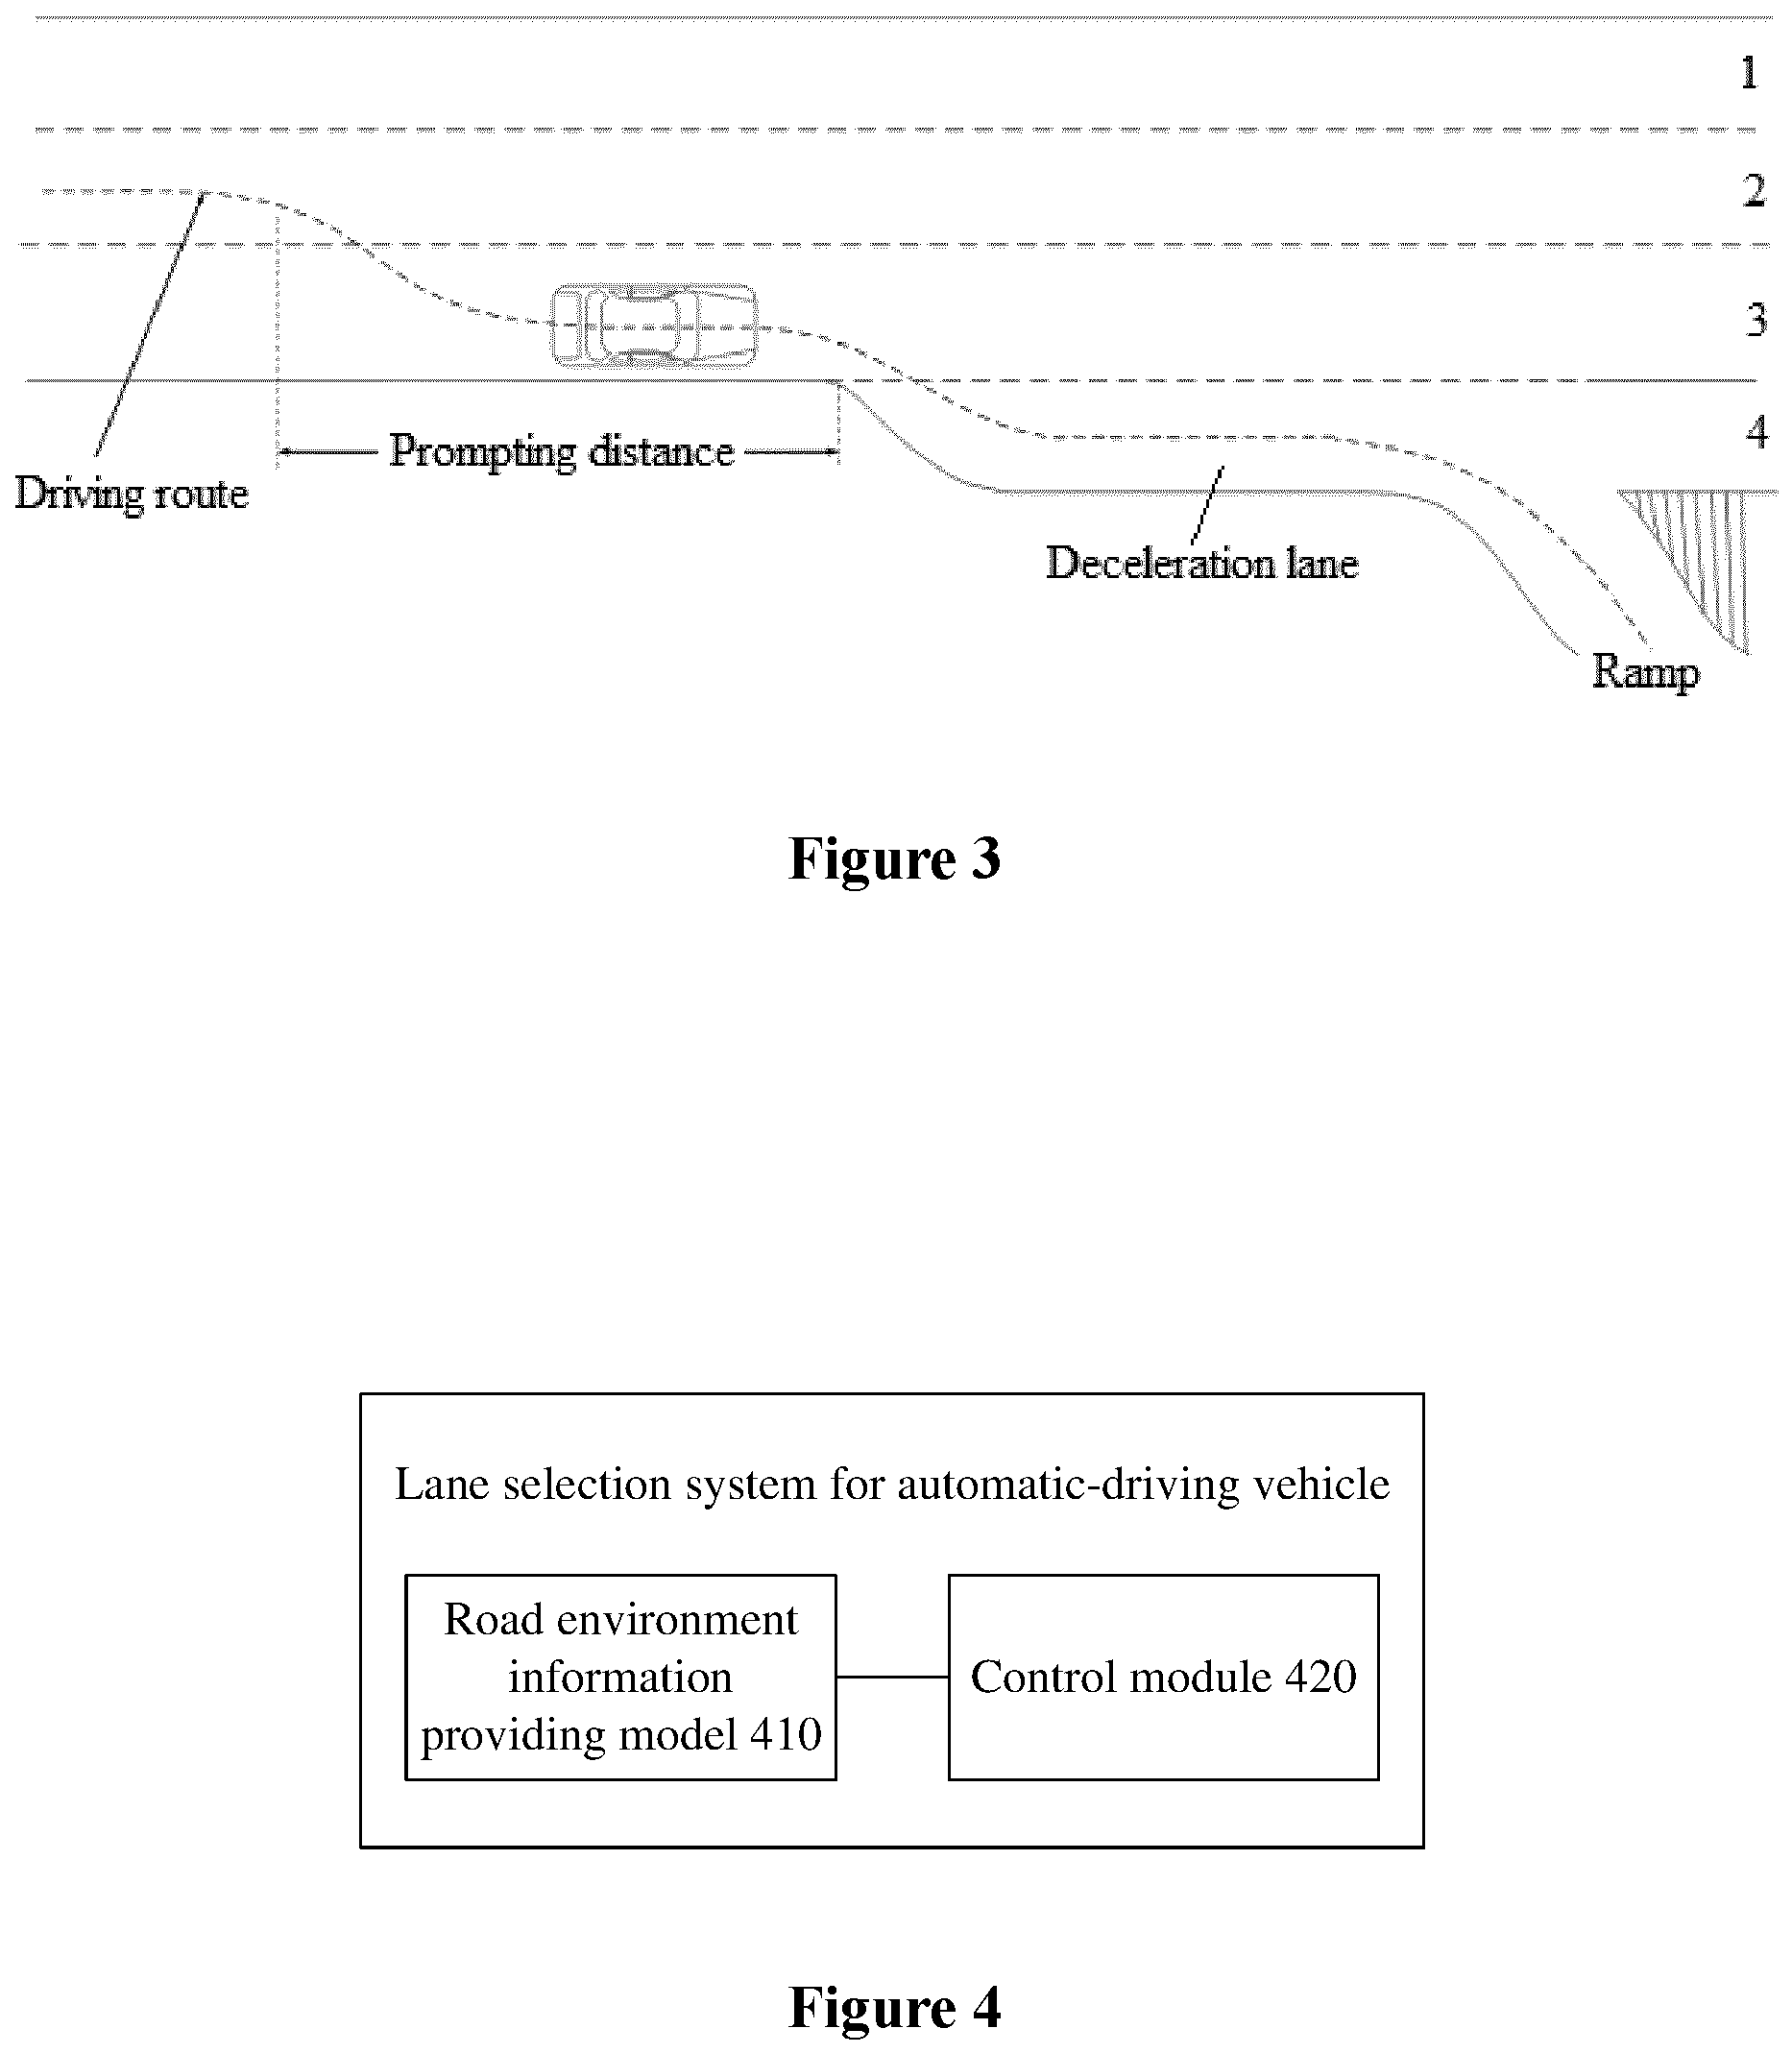 1
2
3
4
Prompting distance
Driving route
Deceleration lane
Ramp
Figure 3
Lane selection system for automatic-driving vehicle
Road environment
information
providing model 410
Control module 420
Figure 4